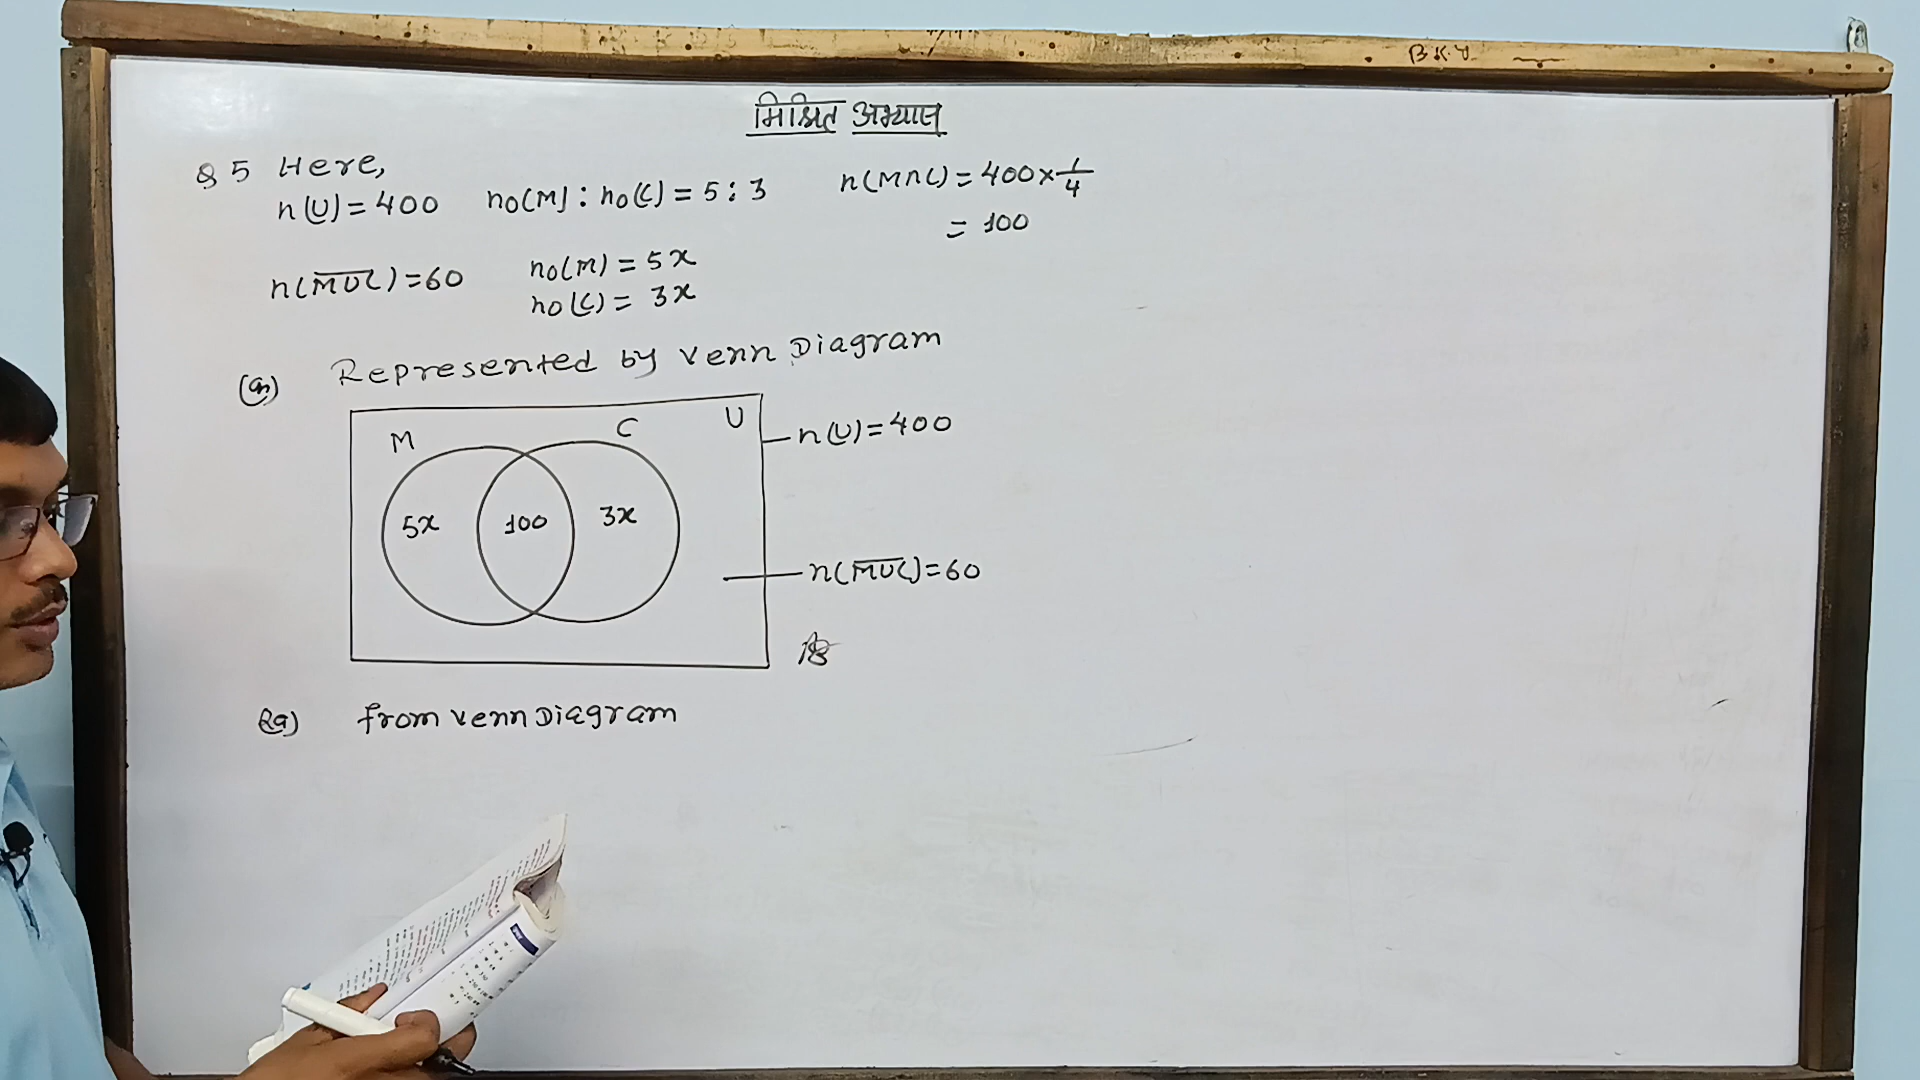 B.K.Y.
मिश्रित अभ्यास
Q 5 Here,
n(U) = 400 no(M) : no(C) = 5 : 3 n(M∩C) = 400 × 1/4
= 100
n(M̅U̅C̅) = 60 no(M) = 5x
no(C) = 3x
Represented by Venn Diagram
M C U n(U) = 400
5x 100 3x
n(M̅U̅C̅) = 60
from Venn Diagram